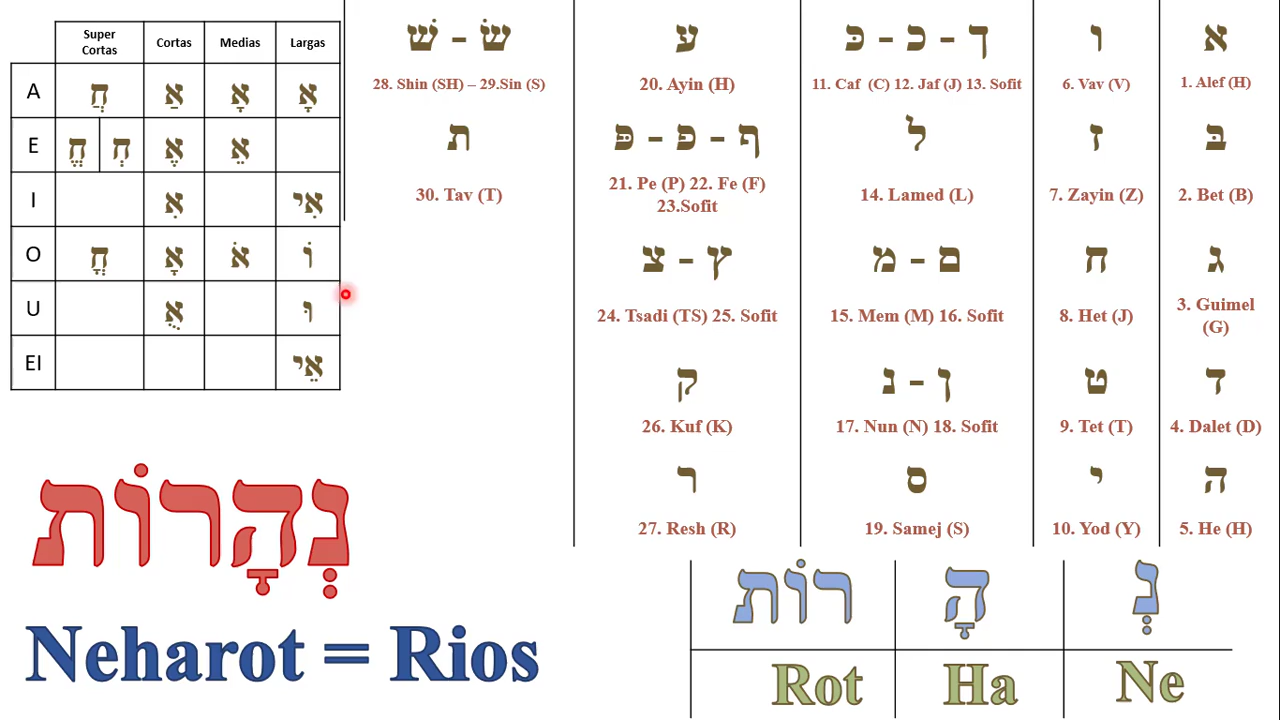 Super Cortas Cortas Medias Largas
A חֲ אַ אָ אָ
E חֱ חְ אֶ אֵ
I אִ אִי
O חֳ אָ אֹ וֹ
U אֻ וּ
EI אֵי
שׁ - שׂ
28. Shin (SH) – 29.Sin (S)
ת
30. Tav (T)
ע
20. Ayin (H)
פּ - פּ - ף
21. Pe (P) 22. Fe (F)
23.Sofit
צ - ץ
24. Tsadi (TS) 25. Sofit
ק
26. Kuf (K)
ר
27. Resh (R)
כּ - כ - ך
11. Caf (C) 12. Jaf (J) 13. Sofit
ל
14. Lamed (L)
מ - ם
15. Mem (M) 16. Sofit
נ - ן
17. Nun (N) 18. Sofit
ס
19. Samej (S)
ו
6. Vav (V)
ז
7. Zayin (Z)
ח
8. Het (J)
ט
9. Tet (T)
י
10. Yod (Y)
א
1. Alef (H)
בּ
2. Bet (B)
ג
3. Guimel
(G)
ד
4. Dalet (D)
ה
5. He (H)
נְהָרוֹת
Neharot = Rios
רוֹת הָ נְ
Rot Ha Ne